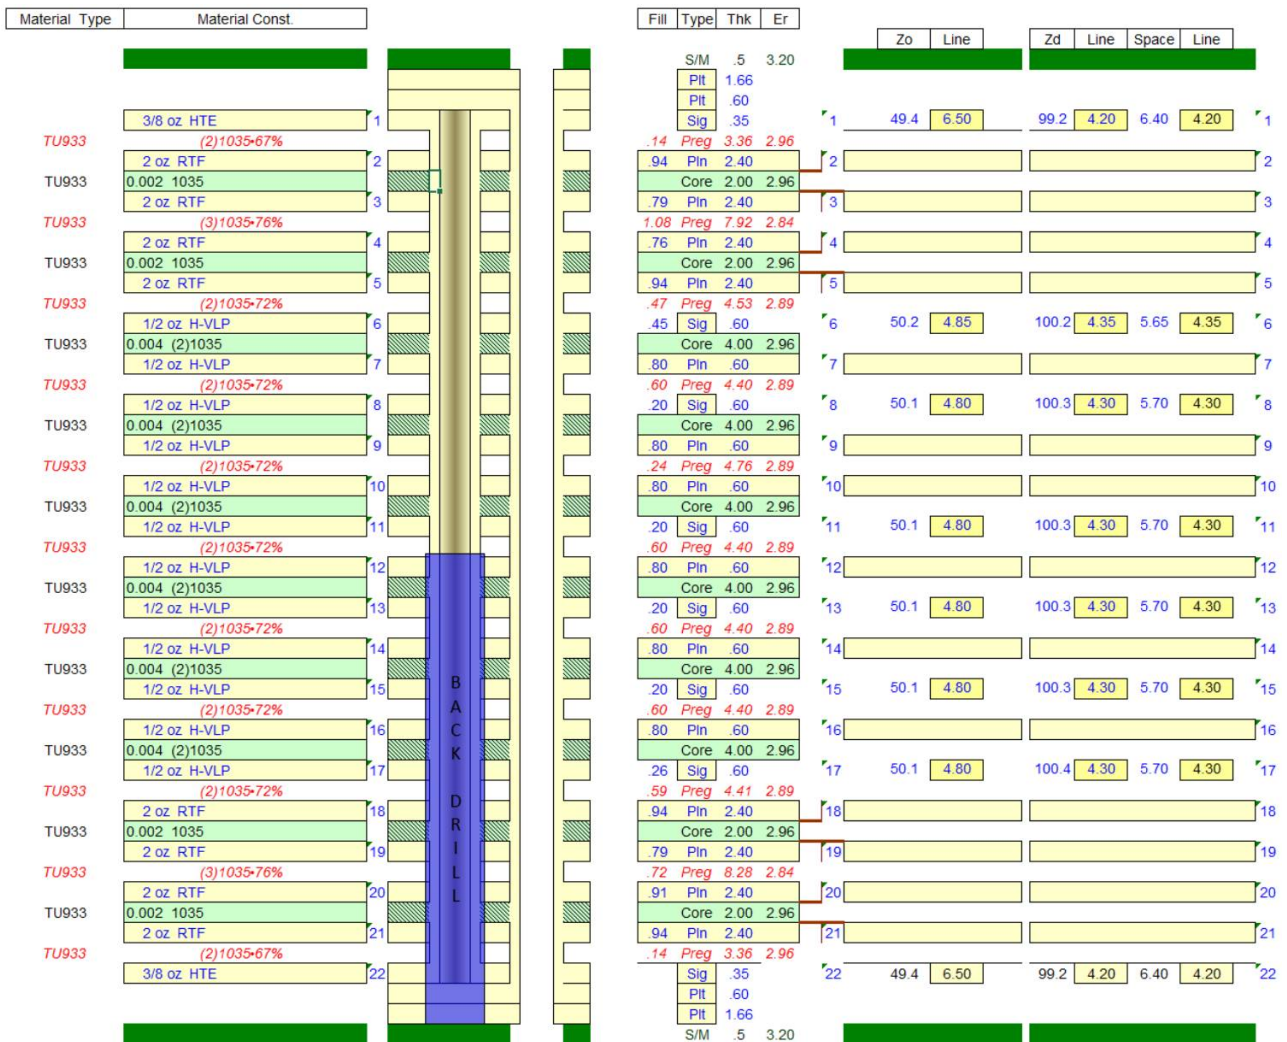 Material Type Material Const. Fill Type Thk Er
Zo Line Zd Line Space Line
S/M .5 3.20
Plt 1.66
Plt .60
3/8 oz HTE 1 Sig .35 1 49.4 6.50 99.2 4.20 6.40 4.20 1
TU933 (2)1035•67% .14 Preg 3.36 2.96
2 oz RTF 2 .94 Pln 2.40 2 2
TU933 0.002 1035 Core 2.00 2.96
2 oz RTF 3 .79 Pln 2.40 3 3
TU933 (3)1035•76% 1.08 Preg 7.92 2.84
2 oz RTF 4 .76 Pln 2.40 4 4
TU933 0.002 1035 Core 2.00 2.96
2 oz RTF 5 .94 Pln 2.40 5 5
TU933 (2)1035•72% .47 Preg 4.53 2.89
1/2 oz H-VLP 6 .45 Sig .60 6 50.2 4.85 100.2 4.35 5.65 4.35 6
TU933 0.004 (2)1035 Core 4.00 2.96
1/2 oz H-VLP 7 .80 Pln .60 7 7
TU933 (2)1035•72% .60 Preg 4.40 2.89
1/2 oz H-VLP 8 .20 Sig .60 8 50.1 4.80 100.3 4.30 5.70 4.30 8
TU933 0.004 (2)1035 Core 4.00 2.96
1/2 oz H-VLP 9 .80 Pln .60 9 9
TU933 (2)1035•72% .24 Preg 4.76 2.89
1/2 oz H-VLP 10 .80 Pln .60 10 10
TU933 0.004 (2)1035 Core 4.00 2.96
1/2 oz H-VLP 11 .20 Sig .60 11 50.1 4.80 100.3 4.30 5.70 4.30 11
TU933 (2)1035•72% .60 Preg 4.40 2.89
1/2 oz H-VLP 12 .80 Pln .60 12 12
TU933 0.004 (2)1035 Core 4.00 2.96
1/2 oz H-VLP 13 .20 Sig .60 13 50.1 4.80 100.3 4.30 5.70 4.30 13
TU933 (2)1035•72% .60 Preg 4.40 2.89
1/2 oz H-VLP 14 .80 Pln .60 14 14
TU933 0.004 (2)1035 Core 4.00 2.96
1/2 oz H-VLP 15 .20 Sig .60 15 50.1 4.80 100.3 4.30 5.70 4.30 15
TU933 (2)1035•72% .60 Preg 4.40 2.89
1/2 oz H-VLP 16 .80 Pln .60 16 16
TU933 0.004 (2)1035 Core 4.00 2.96
1/2 oz H-VLP 17 .26 Sig .60 17 50.1 4.80 100.4 4.30 5.70 4.30 17
TU933 (2)1035•72% .59 Preg 4.41 2.89
2 oz RTF 18 .94 Pln 2.40 18 18
TU933 0.002 1035 Core 2.00 2.96
2 oz RTF 19 .79 Pln 2.40 19 19
TU933 (3)1035•76% .72 Preg 8.28 2.84
2 oz RTF 20 .91 Pln 2.40 20 20
TU933 0.002 1035 Core 2.00 2.96
2 oz RTF 21 .94 Pln 2.40 21 21
TU933 (2)1035•67% .14 Preg 3.36 2.96
3/8 oz HTE 22 Sig .35 22 49.4 6.50 99.2 4.20 6.40 4.20 22
Plt .60
Plt 1.66
S/M .5 3.20
BACK DRILL